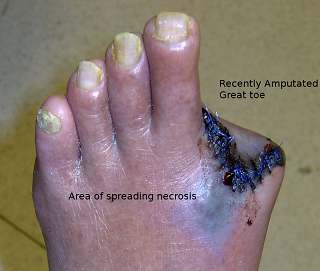 Recently Amputated
Great toe
Area of spreading necrosis